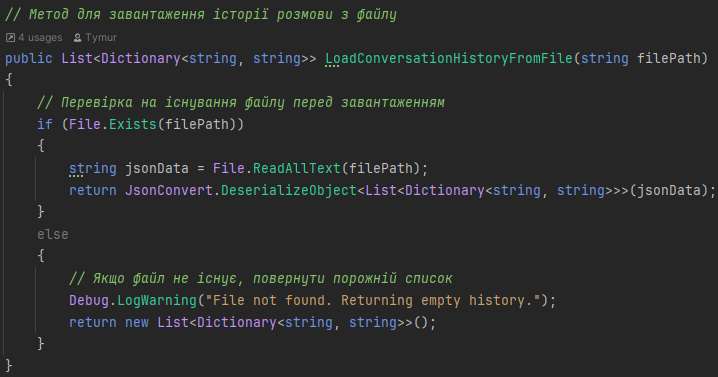 // Метод для завантаження історії розмови з файлу
4 usages Tymur
public List<Dictionary<string, string>> LoadConversationHistoryFromFile(string filePath)
{
// Перевірка на існування файлу перед завантаженням
if (File.Exists(filePath))
{
string jsonData = File.ReadAllText(filePath);
return JsonConvert.DeserializeObject<List<Dictionary<string, string>>>(jsonData);
}
else
{
// Якщо файл не існує, повернути порожній список
Debug.LogWarning("File not found. Returning empty history.");
return new List<Dictionary<string, string>>();
}
}